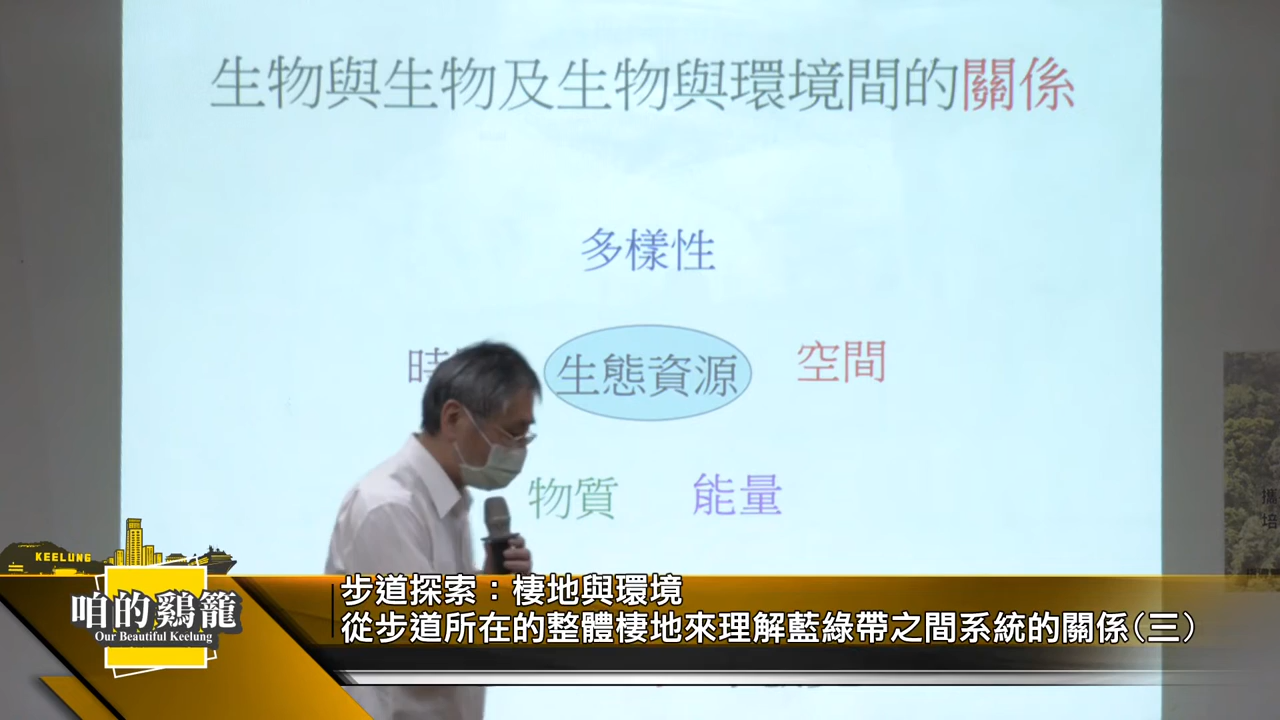 生物與生物及生物與環境間的關係
多樣性
時
生態資源
空間
物質
能量
KEELUNG
咱的鷄籠
Our Beautiful Keelung
步道探索：棲地與環境
從步道所在的整體棲地來理解藍綠帶之間系統的關係(三)